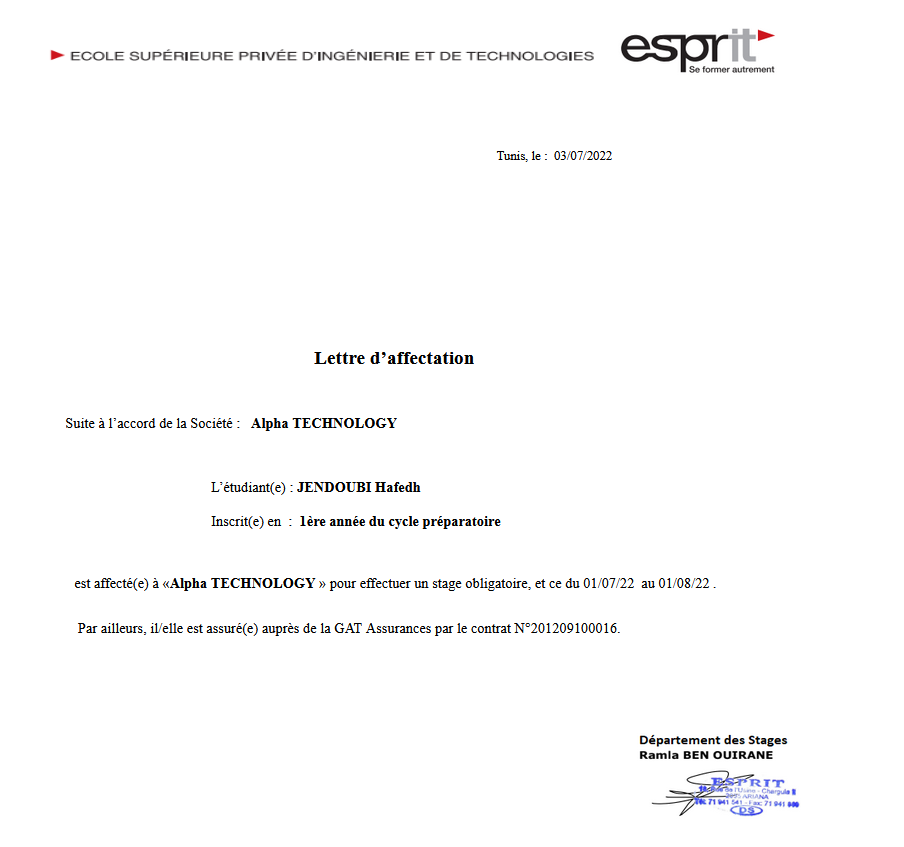 ECOLE SUPÉRIEURE PRIVÉE D'INGÉNIERIE ET DE TECHNOLOGIES
esprit
Se former autrement
Tunis, le : 03/07/2022
Lettre d’affectation
Suite à l’accord de la Société : Alpha TECHNOLOGY
L’étudiant(e) : JENDOUBI Hafedh
Inscrit(e) en : 1ère année du cycle préparatoire
est affecté(e) à «Alpha TECHNOLOGY » pour effectuer un stage obligatoire, et ce du 01/07/22 au 01/08/22 .
Par ailleurs, il/elle est assuré(e) auprès de la GAT Assurances par le contrat N°201209100016.
Département des Stages
Ramla BEN OUIRANE
ESPRIT
de l'Usine - Charguia II
ARIANA
Tél: 71 941 541 - Fax: 71 941
DS